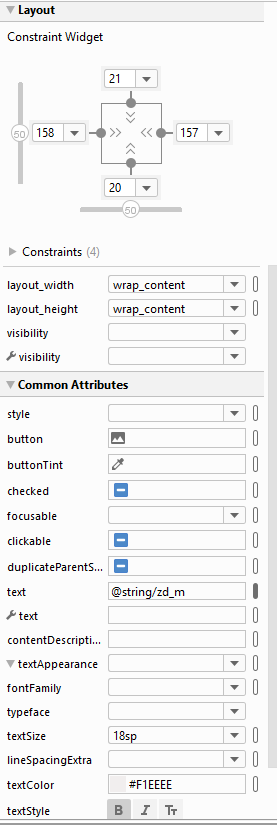 Layout
Constraint Widget
21
50
158
157
20
50
Constraints (4)
layout_width wrap_content
layout_height wrap_content
visibility
visibility
Common Attributes
style
button
buttonTint
checked
focusable
clickable
duplicateParentS...
text @string/zd_m
text
contentDescripti...
textAppearance
fontFamily
typeface
textSize 18sp
lineSpacingExtra
textColor #F1EEEE
textStyle B I Tт